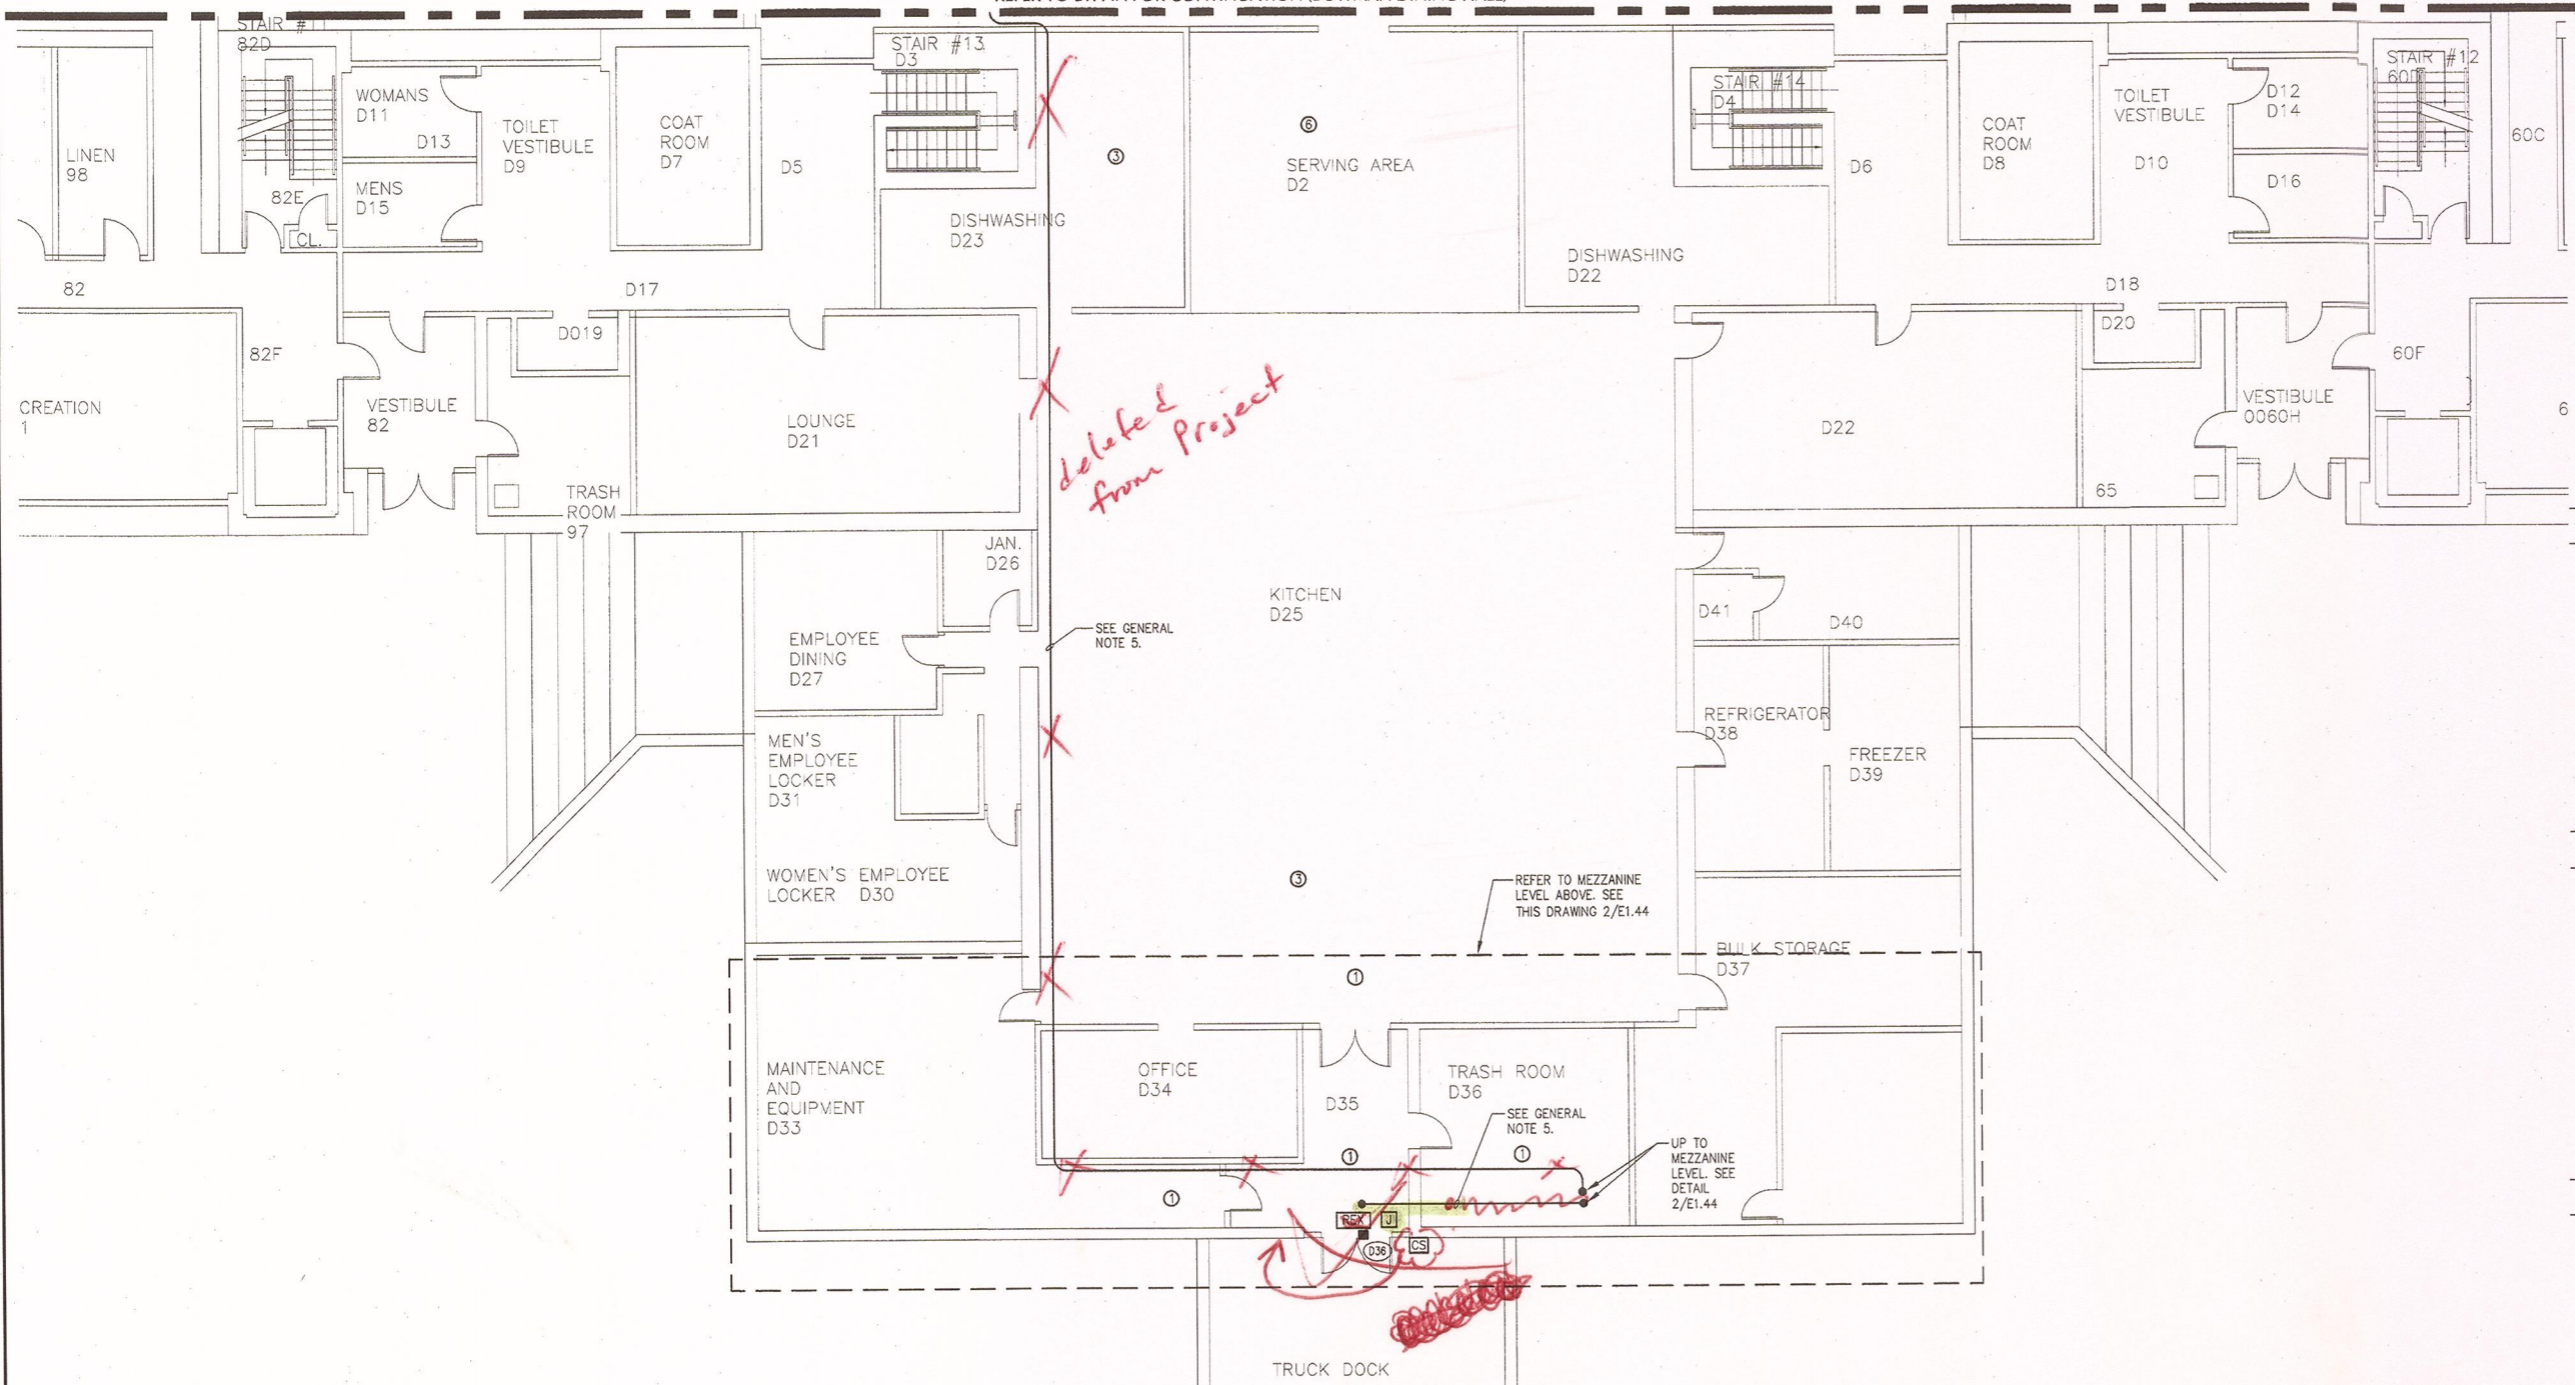 STAIR #11
82D
STAIR #13
D3
STAIR #14
D4
STAIR #12
60D
LINEN
98
WOMANS
D11
D13
MENS
D15
82E
CL.
TOILET
VESTIBULE
D9
COAT
ROOM
D7
D5
DISHWASHING
D23
③
⑥
SERVING AREA
D2
DISHWASHING
D22
D6
COAT
ROOM
D8
TOILET
VESTIBULE
D10
D12
D14
D16
60C
82
D17
D18
D019
D20
82F
60F
CREATION
1
VESTIBULE
82
TRASH
ROOM
97
LOUNGE
D21
deleted
from Project
D22
65
VESTIBULE
0060H
6
JAN.
D26
EMPLOYEE
DINING
D27
SEE GENERAL
NOTE 5.
KITCHEN
D25
D41
D40
MEN'S
EMPLOYEE
LOCKER
D31
REFRIGERATOR
D38
FREEZER
D39
WOMEN'S EMPLOYEE
LOCKER D30
③
REFER TO MEZZANINE
LEVEL ABOVE. SEE
THIS DRAWING 2/E1.44
BULK STORAGE
D37
①
MAINTENANCE
AND
EQUIPMENT
D33
OFFICE
D34
D35
TRASH ROOM
D36
SEE GENERAL
NOTE 5.
①
①
UP TO
MEZZANINE
LEVEL. SEE
DETAIL
2/E1.44
①
REX
J
D36
CS
TRUCK DOCK